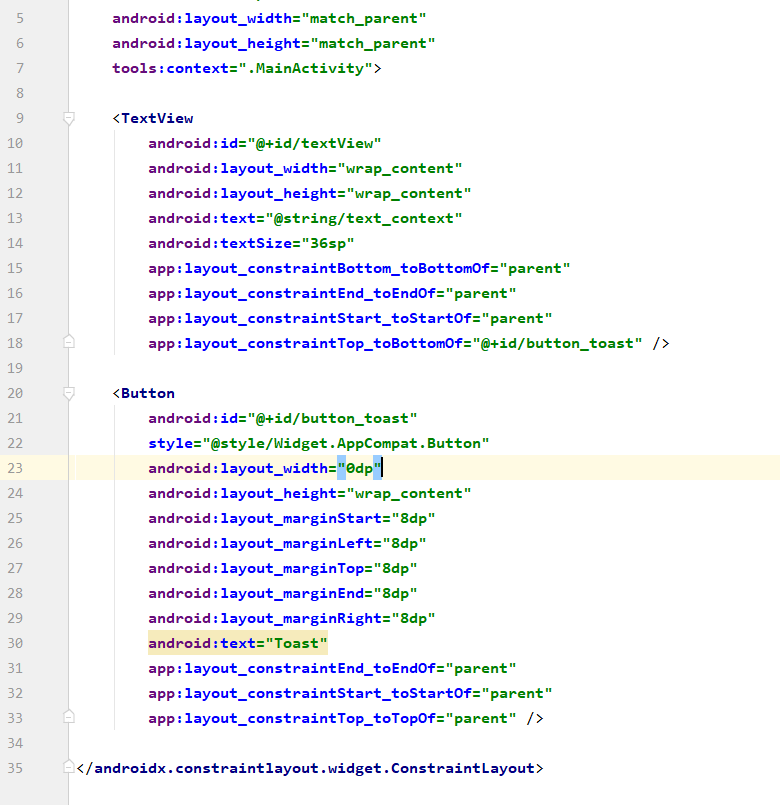 5 android:layout_width="match_parent"
6 android:layout_height="match_parent"
7 tools:context=".MainActivity">
8
9 <TextView
10 android:id="@+id/textView"
11 android:layout_width="wrap_content"
12 android:layout_height="wrap_content"
13 android:text="@string/text_context"
14 android:textSize="36sp"
15 app:layout_constraintBottom_toBottomOf="parent"
16 app:layout_constraintEnd_toEndOf="parent"
17 app:layout_constraintStart_toStartOf="parent"
18 app:layout_constraintTop_toBottomOf="@+id/button_toast" />
19
20 <Button
21 android:id="@+id/button_toast"
22 style="@style/Widget.AppCompat.Button"
23 android:layout_width="0dp"
24 android:layout_height="wrap_content"
25 android:layout_marginStart="8dp"
26 android:layout_marginLeft="8dp"
27 android:layout_marginTop="8dp"
28 android:layout_marginEnd="8dp"
29 android:layout_marginRight="8dp"
30 android:text="Toast"
31 app:layout_constraintEnd_toEndOf="parent"
32 app:layout_constraintStart_toStartOf="parent"
33 app:layout_constraintTop_toTopOf="parent" />
34
35 </androidx.constraintlayout.widget.ConstraintLayout>